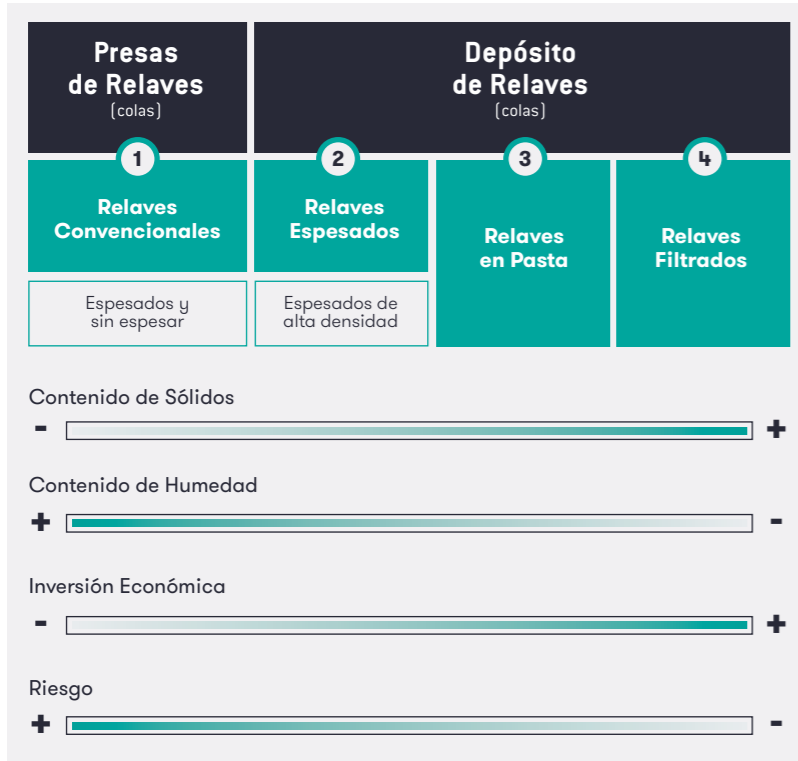 Presas
de Relaves
(colas)
Depósito
de Relaves
(colas)
1
2
3
4
Relaves
Convencionales
Relaves
Espesados
Relaves
en Pasta
Relaves
Filtrados
Espesados y
sin espesar
Espesados de
alta densidad
Contenido de Sólidos
- +
Contenido de Humedad
+ -
Inversión Económica
- +
Riesgo
+ -